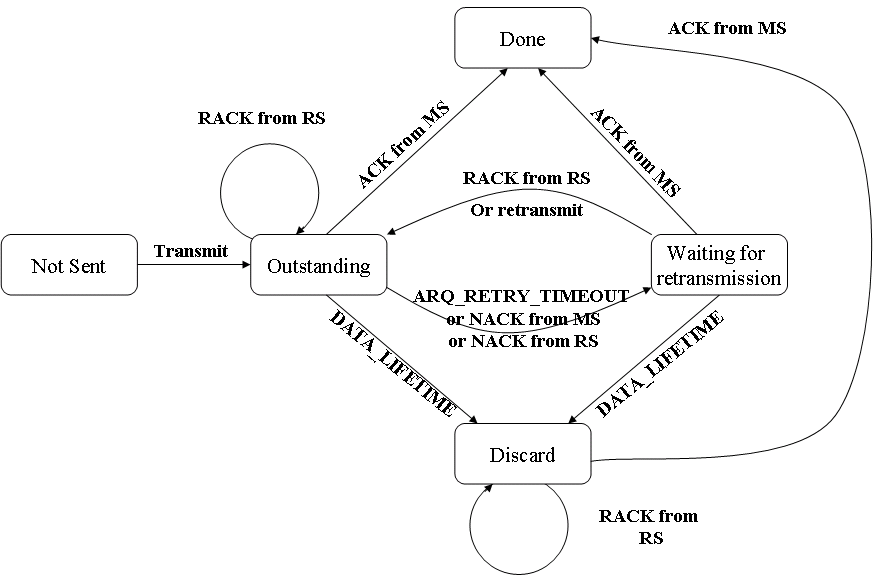 Done
ACK from MS
RACK from RS
ACK from MS
ACK from MS
RACK from RS
Or retransmit
Not Sent
Transmit
Outstanding
Waiting for
retransmission
ARQ_RETRY_TIMEOUT
or NACK from MS
or NACK from RS
DATA_LIFETIME
DATA_LIFETIME
Discard
RACK from
RS